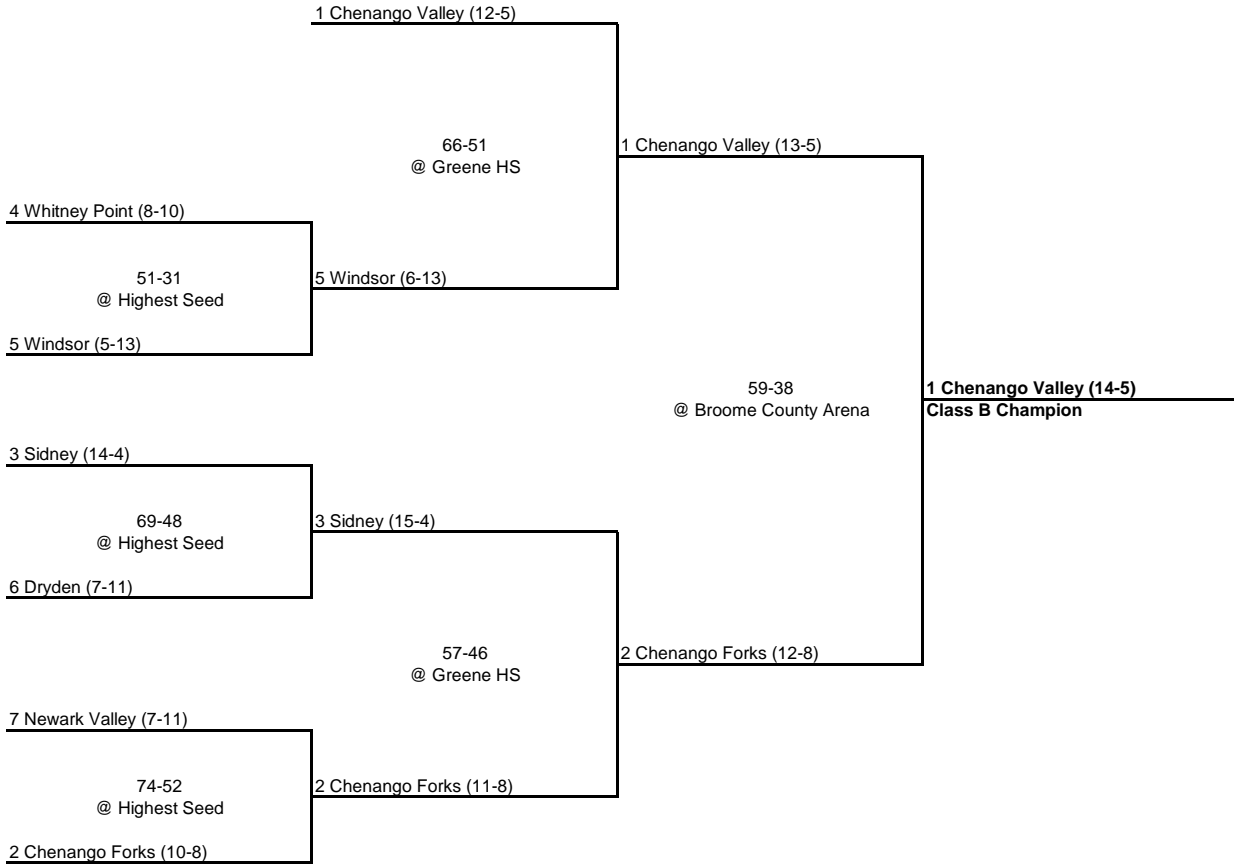 1 Chenango Valley (12-5)
66-51
@ Greene HS
1 Chenango Valley (13-5)
4 Whitney Point (8-10)
51-31
@ Highest Seed
5 Windsor (6-13)
5 Windsor (5-13)
59-38
@ Broome County Arena
1 Chenango Valley (14-5)
Class B Champion
3 Sidney (14-4)
69-48
@ Highest Seed
3 Sidney (15-4)
6 Dryden (7-11)
57-46
@ Greene HS
2 Chenango Forks (12-8)
7 Newark Valley (7-11)
74-52
@ Highest Seed
2 Chenango Forks (11-8)
2 Chenango Forks (10-8)